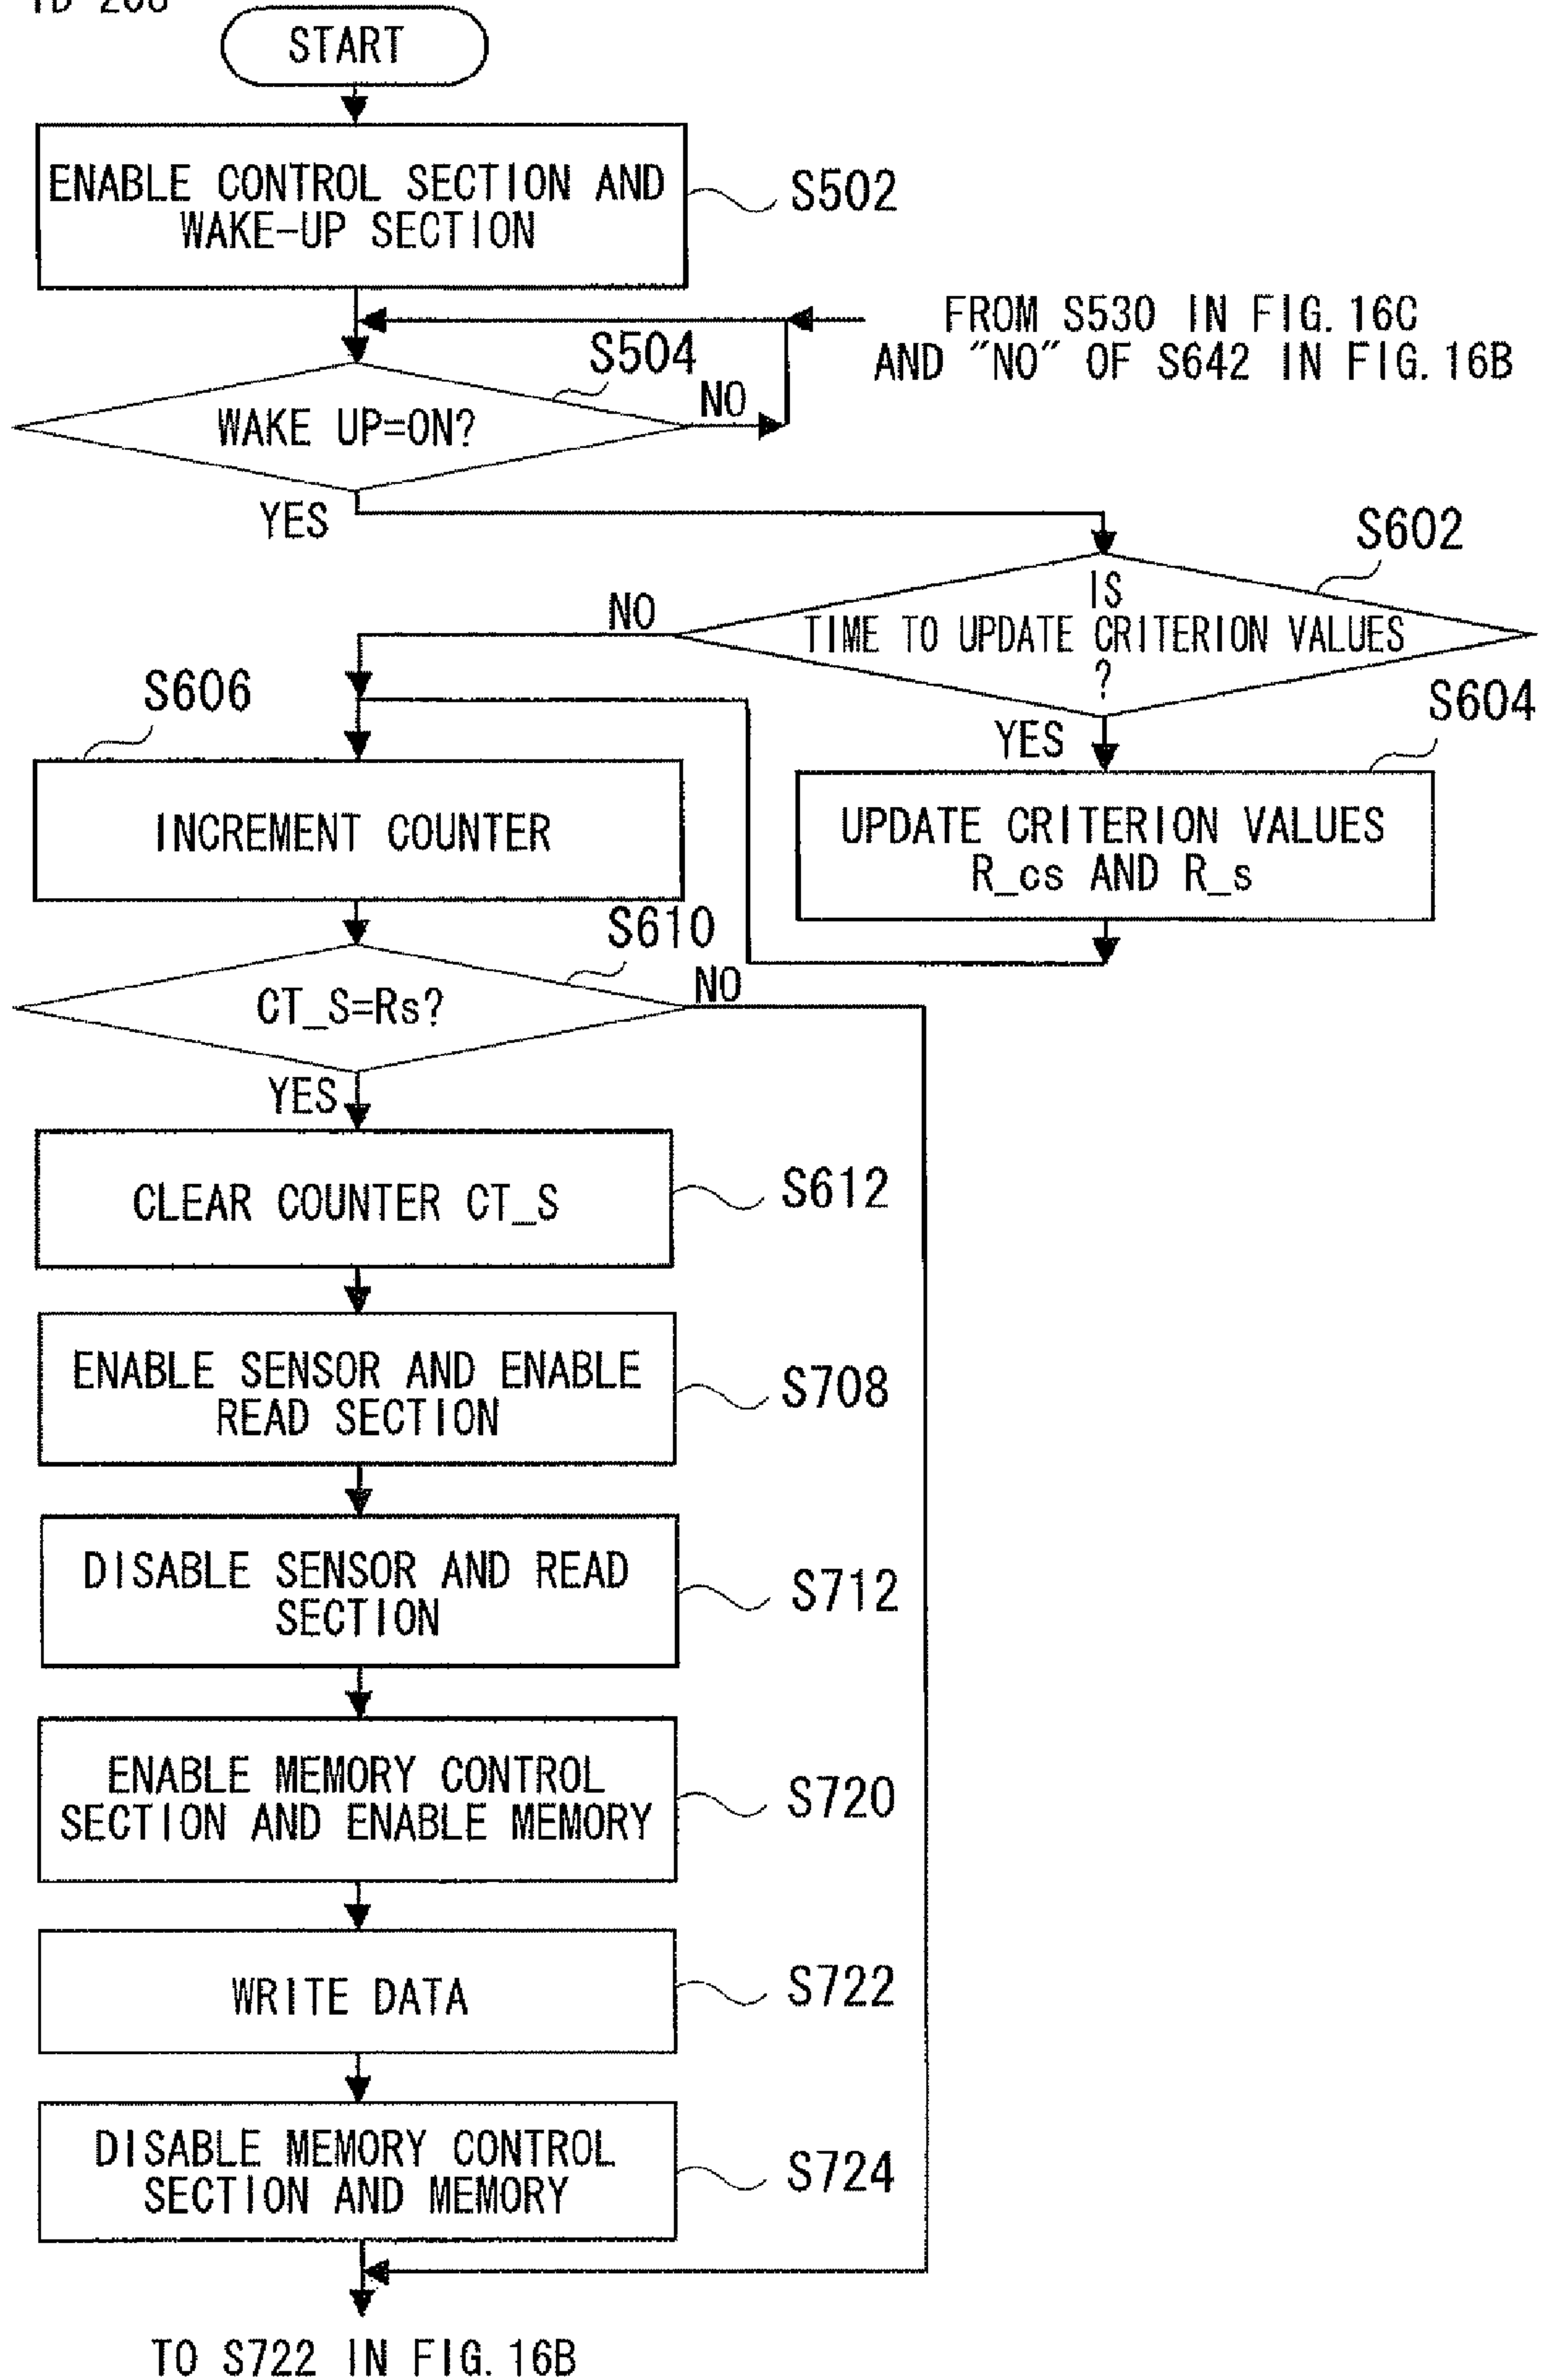 START
ENABLE CONTROL SECTION AND
WAKE-UP SECTION
S502
FROM S530 IN FIG. 16C
AND "NO" OF S642 IN FIG. 16B
S504
WAKE UP=ON?
NO
YES
S602
IS
TIME TO UPDATE CRITERION VALUES
?
NO
YES
S604
UPDATE CRITERION VALUES
R_cs AND R_s
S606
INCREMENT COUNTER
S610
CT_S=Rs?
NO
YES
CLEAR COUNTER CT_S
S612
ENABLE SENSOR AND ENABLE
READ SECTION
S708
DISABLE SENSOR AND READ
SECTION
S712
ENABLE MEMORY CONTROL
SECTION AND ENABLE MEMORY
S720
WRITE DATA
S722
DISABLE MEMORY CONTROL
SECTION AND MEMORY
S724
TO S722 IN FIG. 16B